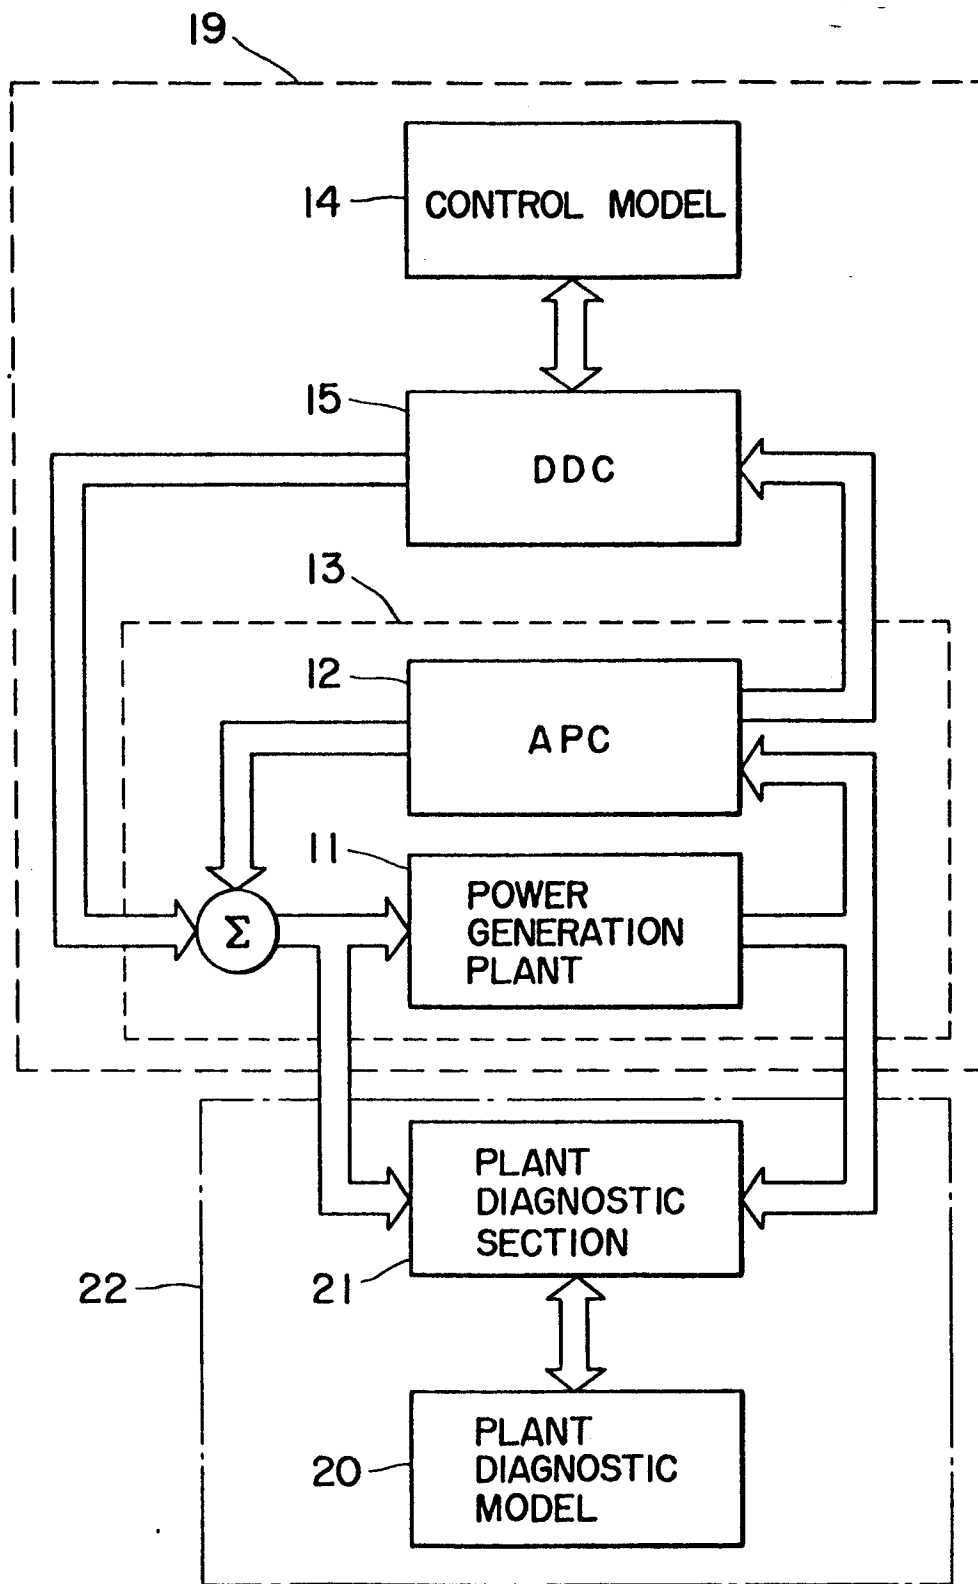 19
14
CONTROL MODEL
15
DDC
13
12
APC
11
POWER
GENERATION
PLANT
Σ
PLANT
DIAGNOSTIC
SECTION
22
21
PLANT
DIAGNOSTIC
MODEL
20